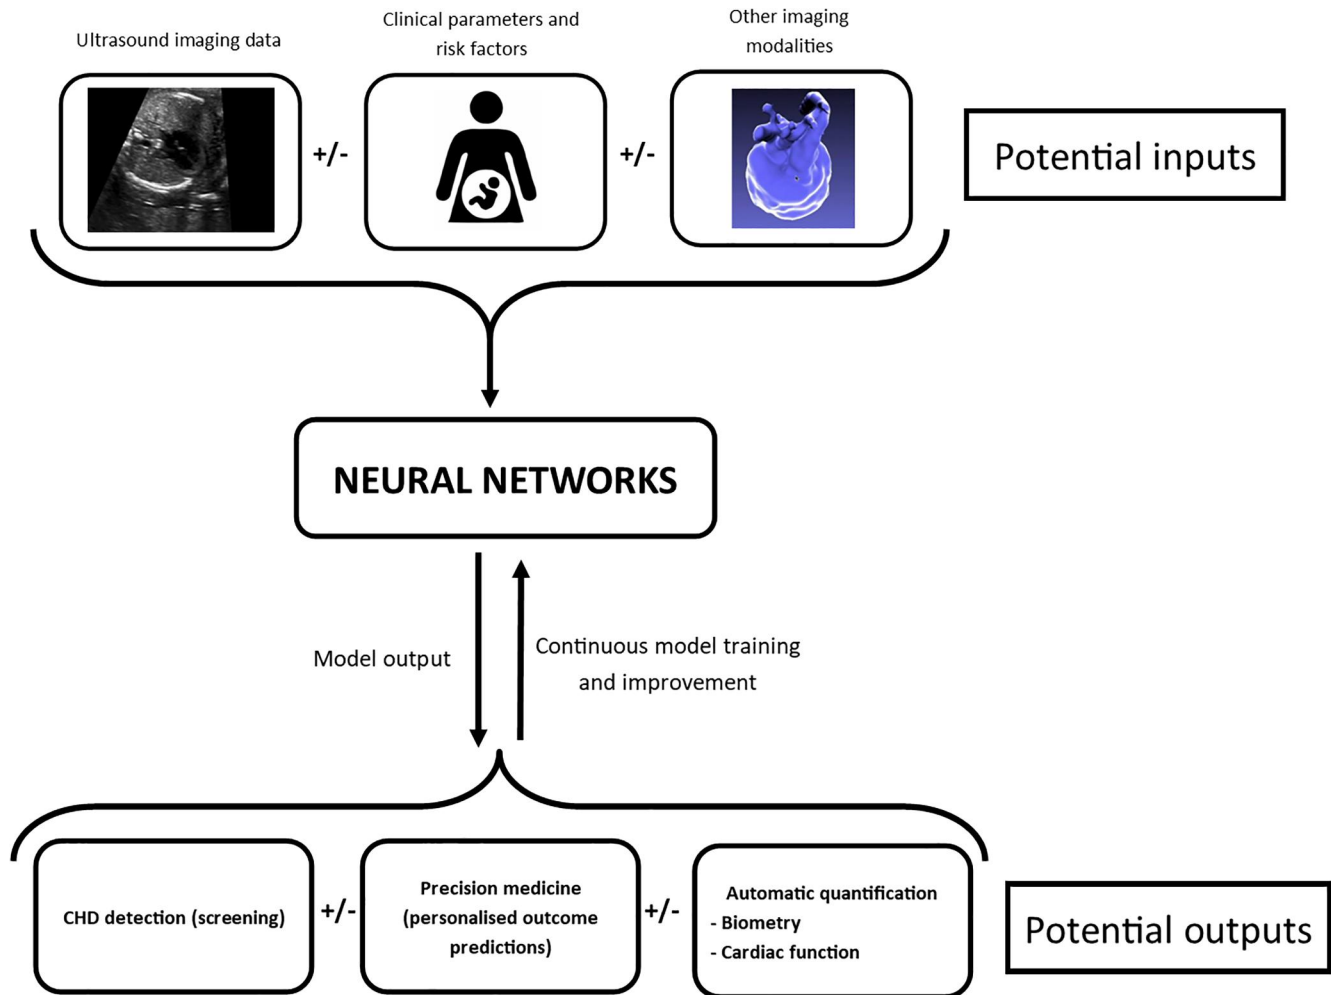 Ultrasound imaging data
Clinical parameters and
risk factors
Other imaging
modalities
+/-
+/-
Potential inputs
NEURAL NETWORKS
Model output
Continuous model training
and improvement
CHD detection (screening)
+/-
Precision medicine
(personalised outcome
predictions)
+/-
Automatic quantification
- Biometry
- Cardiac function
Potential outputs